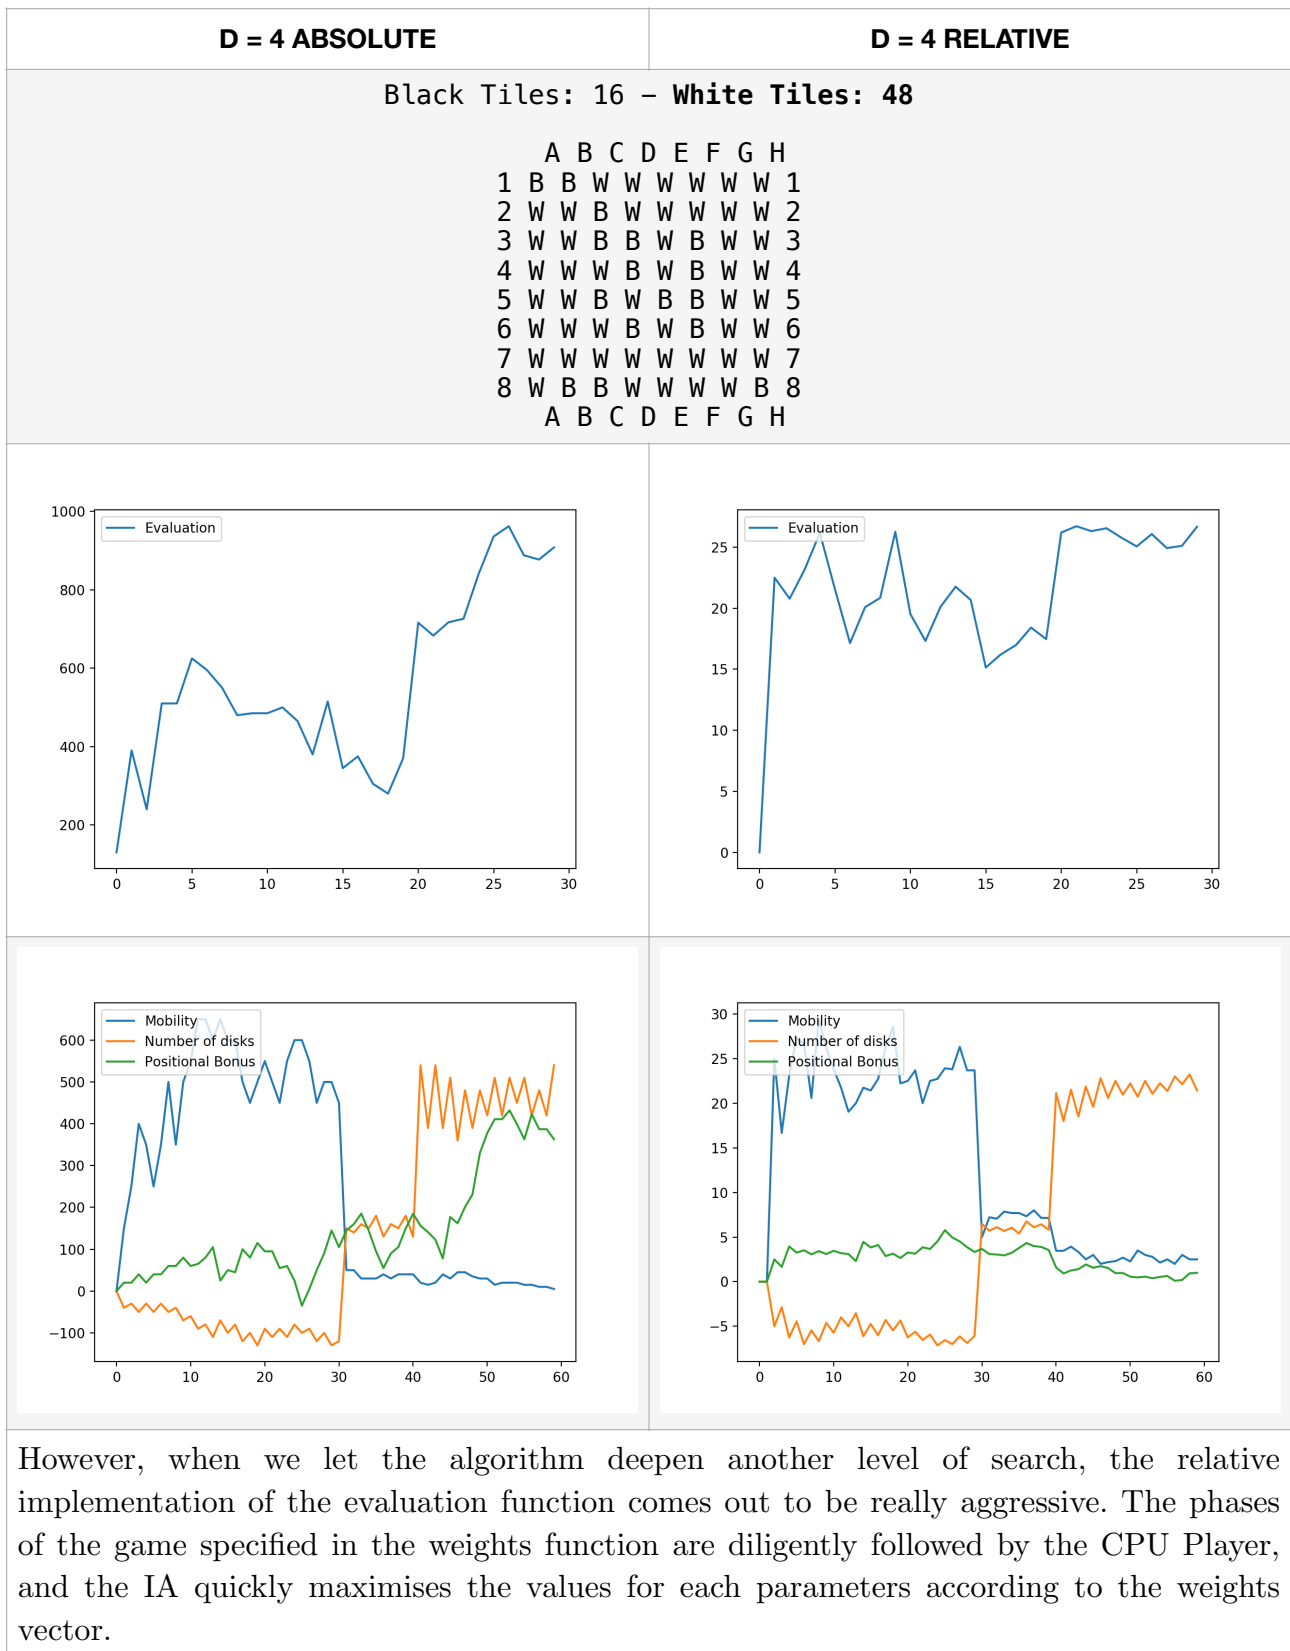 D = 4 ABSOLUTE
D = 4 RELATIVE
Black Tiles: 16 – White Tiles: 48
A B C D E F G H
1 B B W W W W W W 1
2 W W B W W W W W 2
3 W W B B W B W W 3
4 W W W B W B W W 4
5 W W B W B B W W 5
6 W W W B W B W W 6
7 W W W W W W W W 7
8 W B B W W W W B 8
A B C D E F G H
Evaluation
1000
800
600
400
200
0 5 10 15 20 25 30
Evaluation
25
20
15
10
5
0
0 5 10 15 20 25 30
Mobility
Number of disks
Positional Bonus
600
500
400
300
200
100
0
−100
0 10 20 30 40 50 60
Mobility
Number of disks
Positional Bonus
30
25
20
15
10
5
0
−5
0 10 20 30 40 50 60
However, when we let the algorithm deepen another level of search, the relative
implementation of the evaluation function comes out to be really aggressive. The phases
of the game specified in the weights function are diligently followed by the CPU Player,
and the IA quickly maximises the values for each parameters according to the weights
vector.